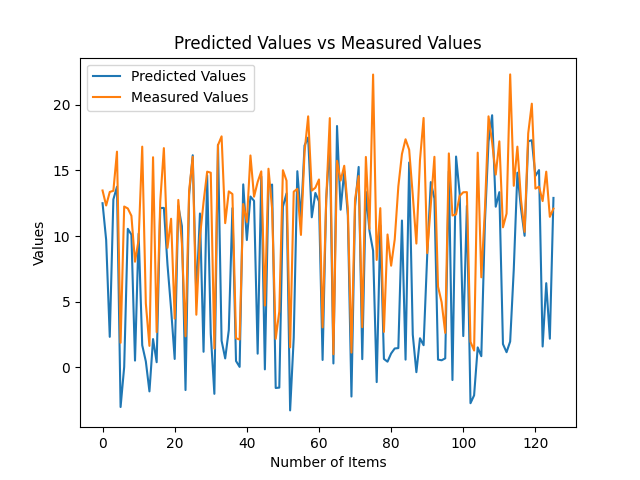 Predicted Values vs Measured Values
Predicted Values
Measured Values
20
15
10
5
0
Values
0 20 40 60 80 100 120
Number of Items